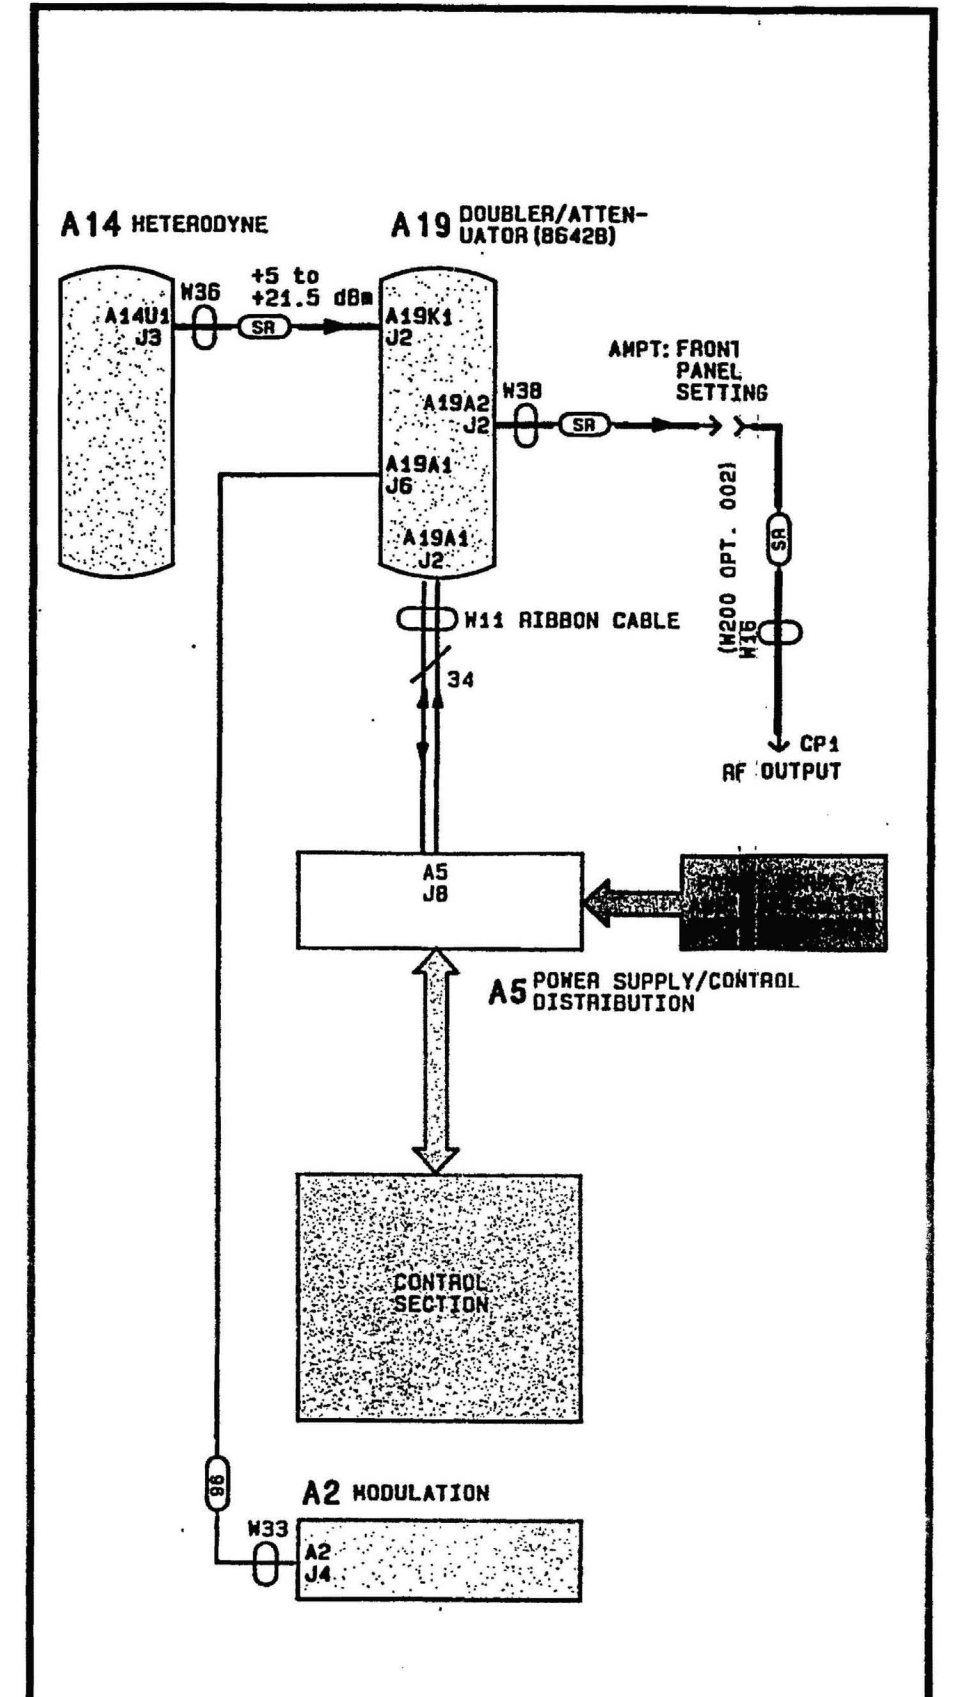 A14 HETERODYNE
A19 DOUBLER/ATTEN-
UATOR (8642B)
W36
+5 to
+21.5 dBm
A14U1
J3
SR
A19K1
J2
AMPT: FRONT
PANEL
SETTING
A19A2
J2
W38
SR
A19A1
J6
A19A1
J2
(W200 OPT. 002)
W16
SR
W11 RIBBON CABLE
34
CP1
RF OUTPUT
A5
J8
A5 POWER SUPPLY/CONTROL
DISTRIBUTION
CONTROL
SECTION
A2 MODULATION
W33
A2
J4